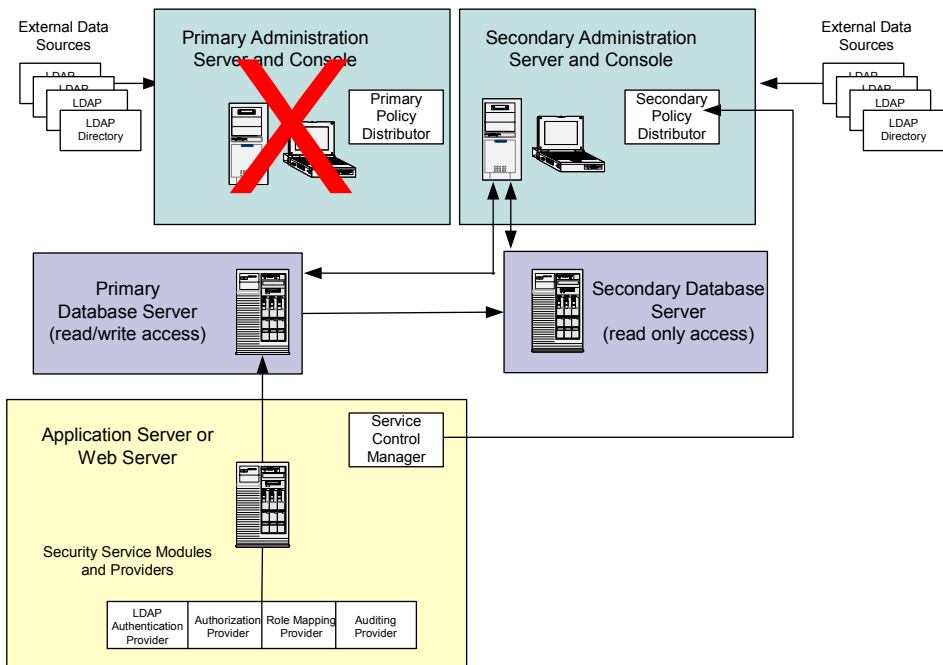 External Data
Sources
LDAP
LDAP
LDAP
LDAP
Directory
Primary Administration
Server and Console
Primary
Policy
Distributor
Secondary Administration
Server and Console
Secondary
Policy
Distributor
External Data
Sources
LDAP
LDAP
LDAP
LDAP
Directory
Primary
Database Server
(read/write access)
Secondary Database
Server
(read only access)
Application Server or
Web Server
Service
Control
Manager
Security Service Modules
and Providers
LDAP
Authentication
Provider
Authorization
Provider
Role Mapping
Provider
Auditing
Provider